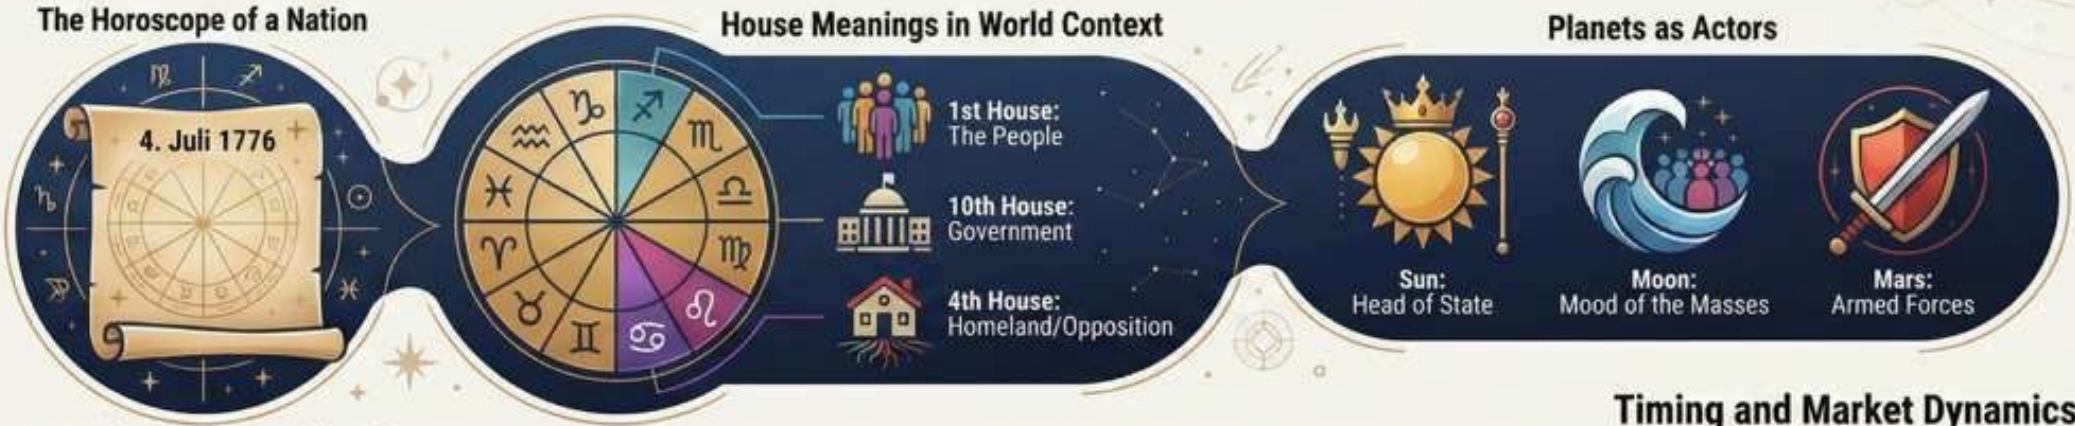 The Horoscope of a Nation
4. Juli 1776
House Meanings in World Context
1st House:
The People
10th House:
Government
4th House:
Homeland/Opposition
Planets as Actors
Sun:
Head of State
Moon:
Mood of the Masses
Mars:
Armed Forces
Timing and Market Dynamics